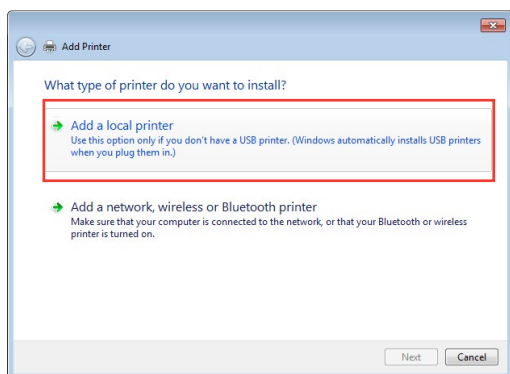 Add Printer
What type of printer do you want to install?
Add a local printer
Use this option only if you don't have a USB printer. (Windows automatically installs USB printers
when you plug them in.)
Add a network, wireless or Bluetooth printer
Make sure that your computer is connected to the network, or that your Bluetooth or wireless
printer is turned on.
Next Cancel